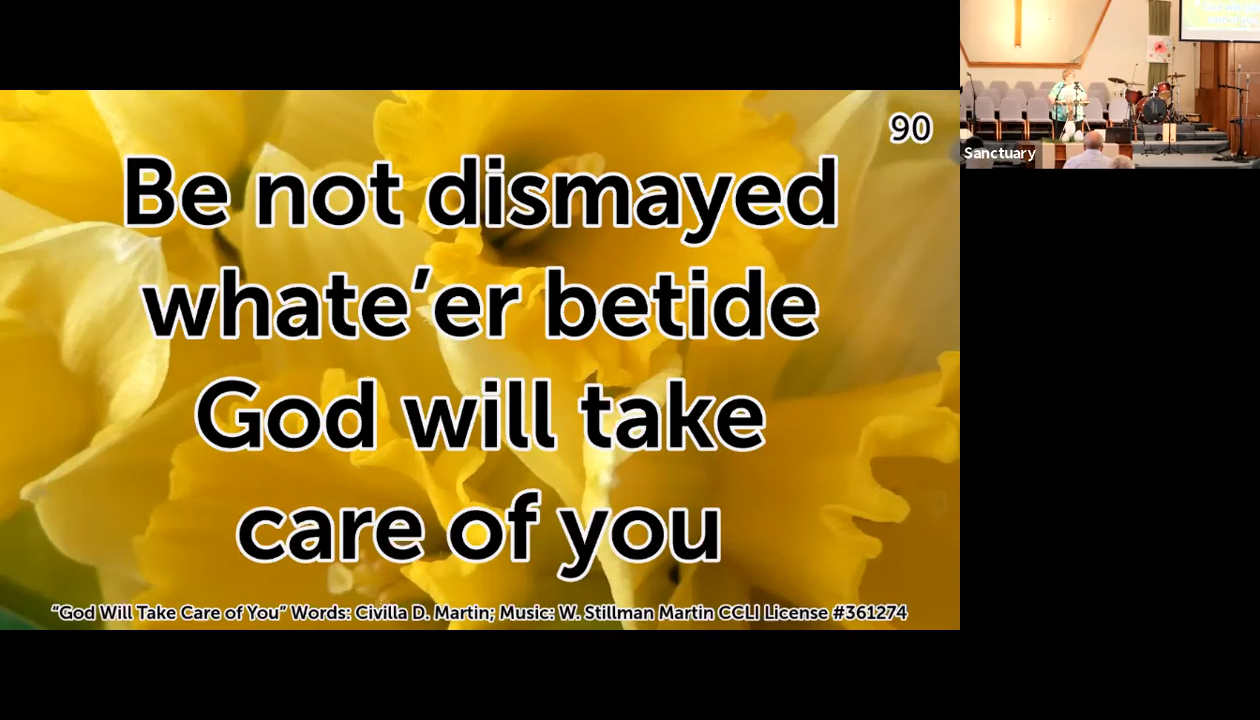 90
Be not dismayed
whate’er betide
God will take
care of you
“God Will Take Care of You” Words: Civilla D. Martin; Music: W. Stillman Martin CCLI License #361274
Sanctuary